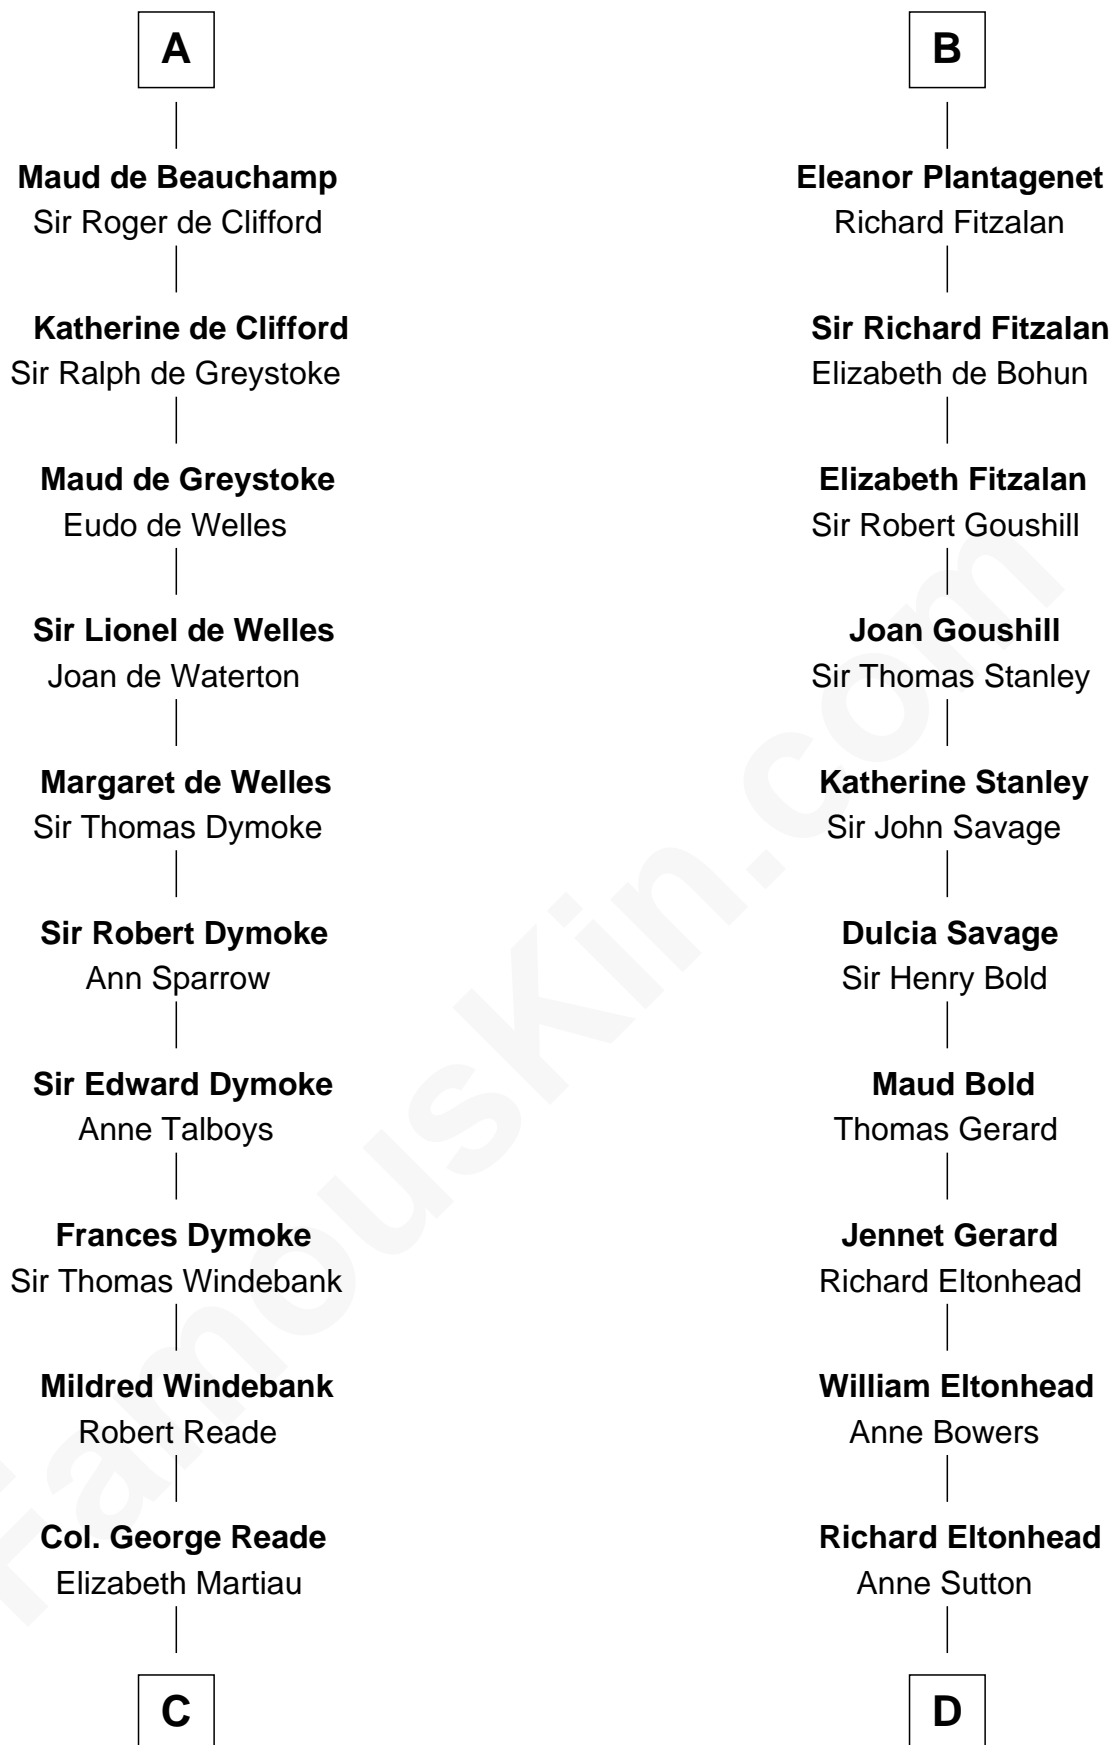 A
Maud de Beauchamp
Sir Roger de Clifford
Katherine de Clifford
Sir Ralph de Greystoke
Maud de Greystoke
Eudo de Welles
Sir Lionel de Welles
Joan de Waterton
Margaret de Welles
Sir Thomas Dymoke
Sir Robert Dymoke
Ann Sparrow
Sir Edward Dymoke
Anne Talboys
Frances Dymoke
Sir Thomas Windebank
Mildred Windebank
Robert Reade
Col. George Reade
Elizabeth Martiau
C
B
Eleanor Plantagenet
Richard Fitzalan
Sir Richard Fitzalan
Elizabeth de Bohun
Elizabeth Fitzalan
Sir Robert Goushill
Joan Goushill
Sir Thomas Stanley
Katherine Stanley
Sir John Savage
Dulcia Savage
Sir Henry Bold
Maud Bold
Thomas Gerard
Jennet Gerard
Richard Eltonhead
William Eltonhead
Anne Bowers
Richard Eltonhead
Anne Sutton
D
FamousKin.com